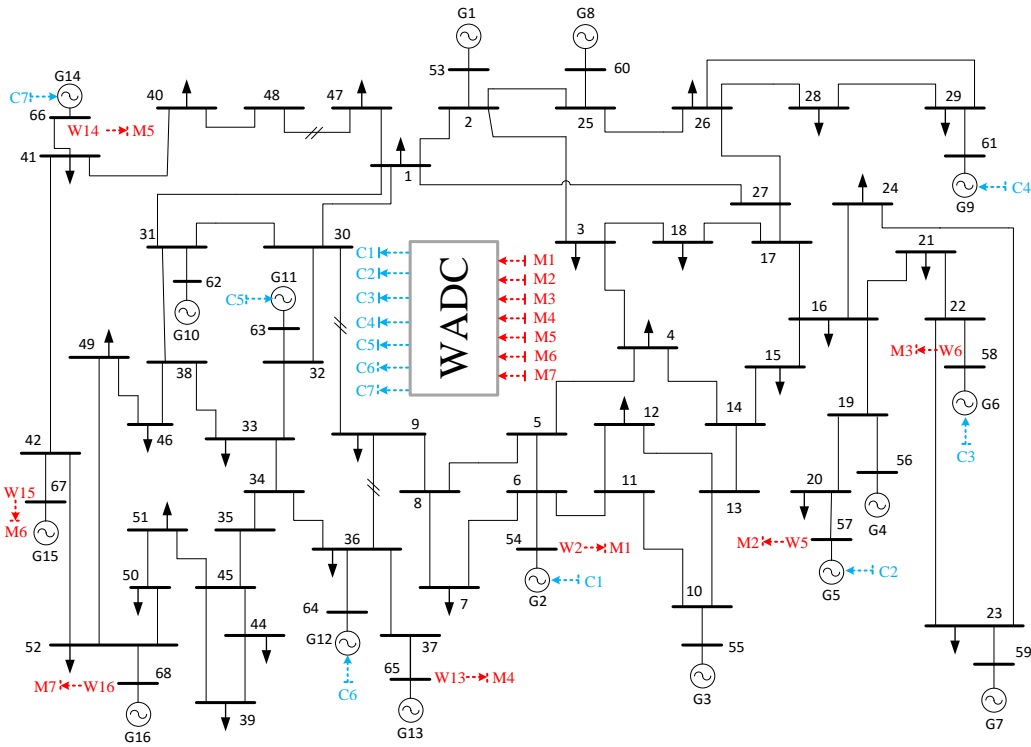 G1
G8
53
60
G14
C7
66
W14
M5
40
48
47
2
25
26
28
29
61
C4
G9
41
1
27
24
31
30
3
18
17
21
C1
C2
C3
C4
C5
C6
C7
WADC
M1
M2
M3
M4
M5
M6
M7
62
G10
G11
C5
63
16
22
M3
W6
58
G6
C3
49
38
32
4
15
46
33
9
5
12
14
19
56
G4
42
34
8
6
11
13
20
57
M2
W5
G5
C2
W15
67
M6
G15
51
35
36
54
W2
M1
G2
C1
50
45
7
10
52
44
64
G12
C6
37
55
G3
23
59
G7
M7
W16
68
G16
39
65
W13
M4
G13